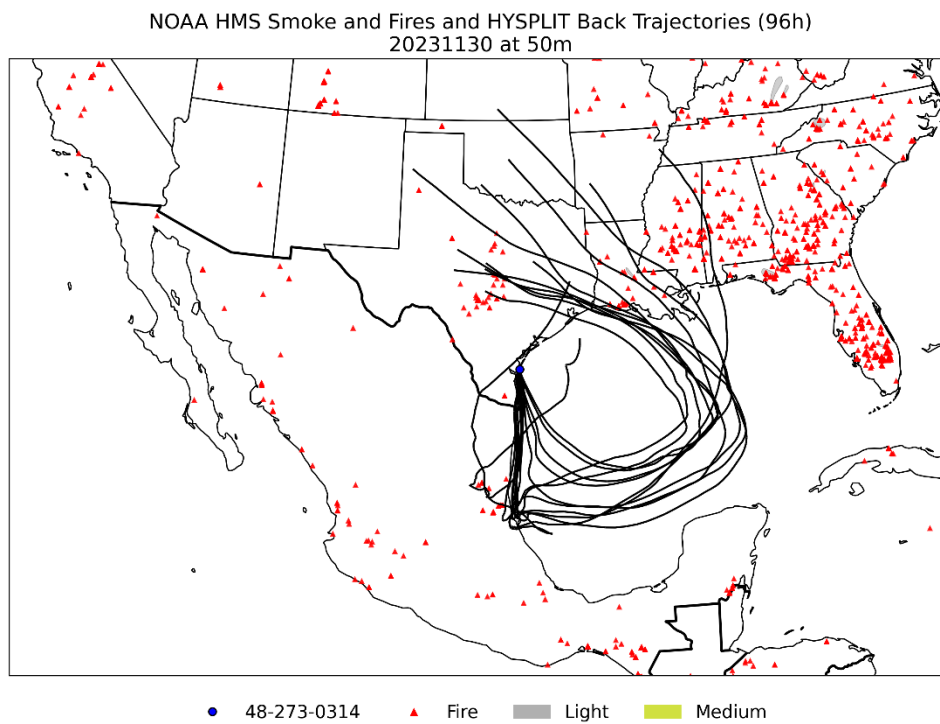 NOAA HMS Smoke and Fires and HYSPLIT Back Trajectories (96h)
20231130 at 50m
48-273-0314 Fire Light Medium